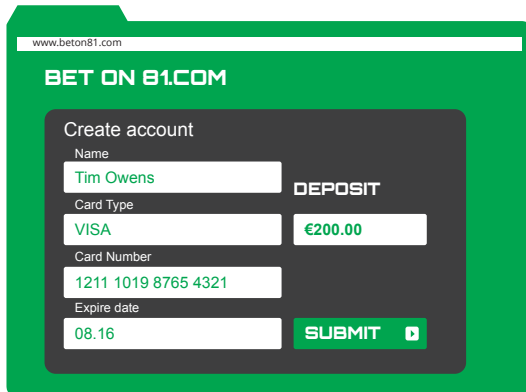 www.beton81.com
BET ON 81.COM
Create account
Name
Tim Owens
DEPOSIT
Card Type
VISA
€200.00
Card Number
1211 1019 8765 4321
Expire date
08.16
SUBMIT